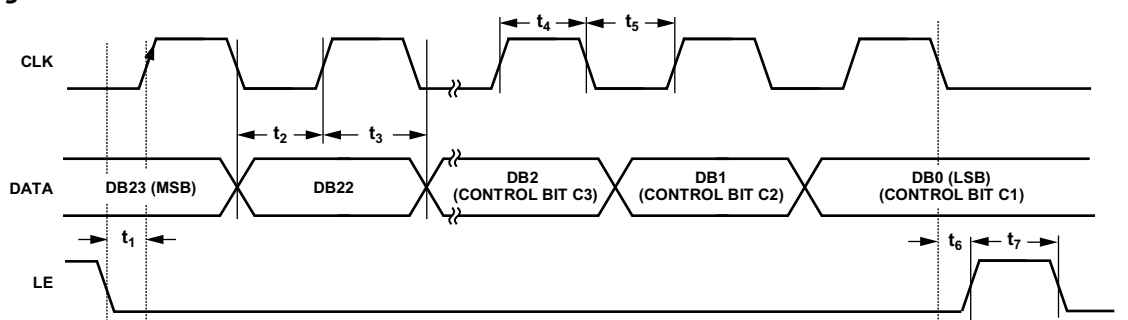 t4
t5
CLK
t2
t3
DATA
DB23 (MSB)
DB22
DB2
(CONTROL BIT C3)
DB1
(CONTROL BIT C2)
DB0 (LSB)
(CONTROL BIT C1)
t1
t6
t7
LE